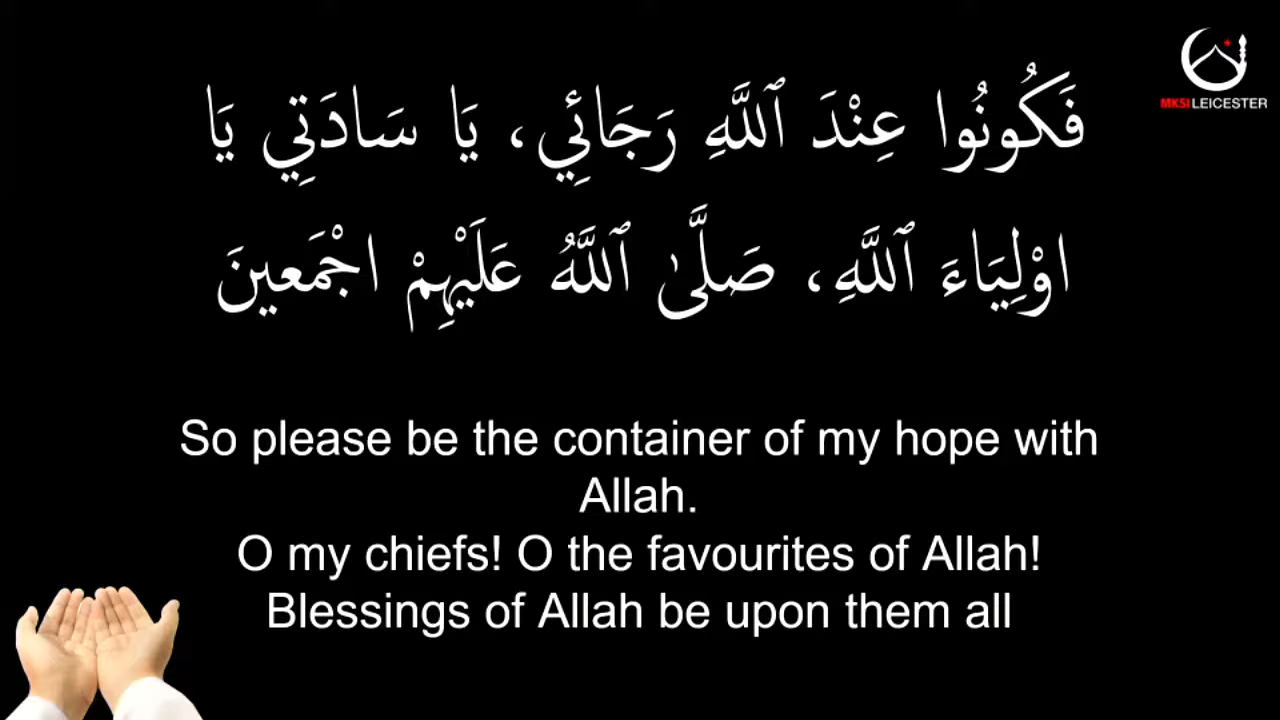 MKSI LEICESTER
فَكُونُوا عِنْدَ ٱللَّهِ رَجَائِي، يَا سَادَتِي يَا
اوْلِيَاءَ ٱللَّهِ، صَلَّىٰ ٱللَّهُ عَلَيْهِمْ اجْمَعينَ
So please be the container of my hope with
Allah.
O my chiefs! O the favourites of Allah!
Blessings of Allah be upon them all